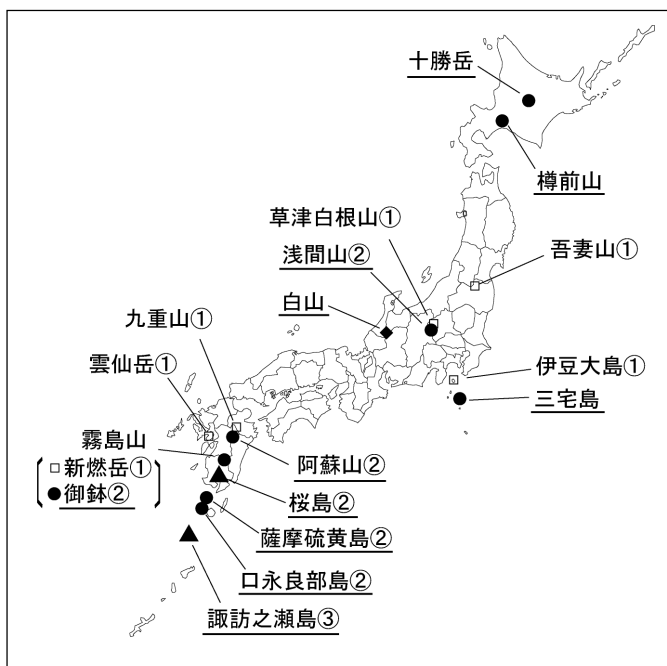 十勝岳
樽前山
草津白根山①
浅間山②
吾妻山①
白山
九重山①
雲仙岳①
伊豆大島①
三宅島
霧島山
新燃岳①
御鉢②
阿蘇山②
桜島②
薩摩硫黄島②
口永良部島②
諏訪之瀬島③